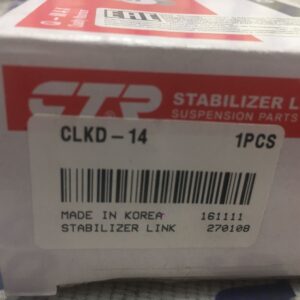 EAC
CTR
®
STABILIZER L
SUSPENSION PARTS
CLKD-14 1PCS
MADE IN KOREA 161111
STABILIZER LINK 270108